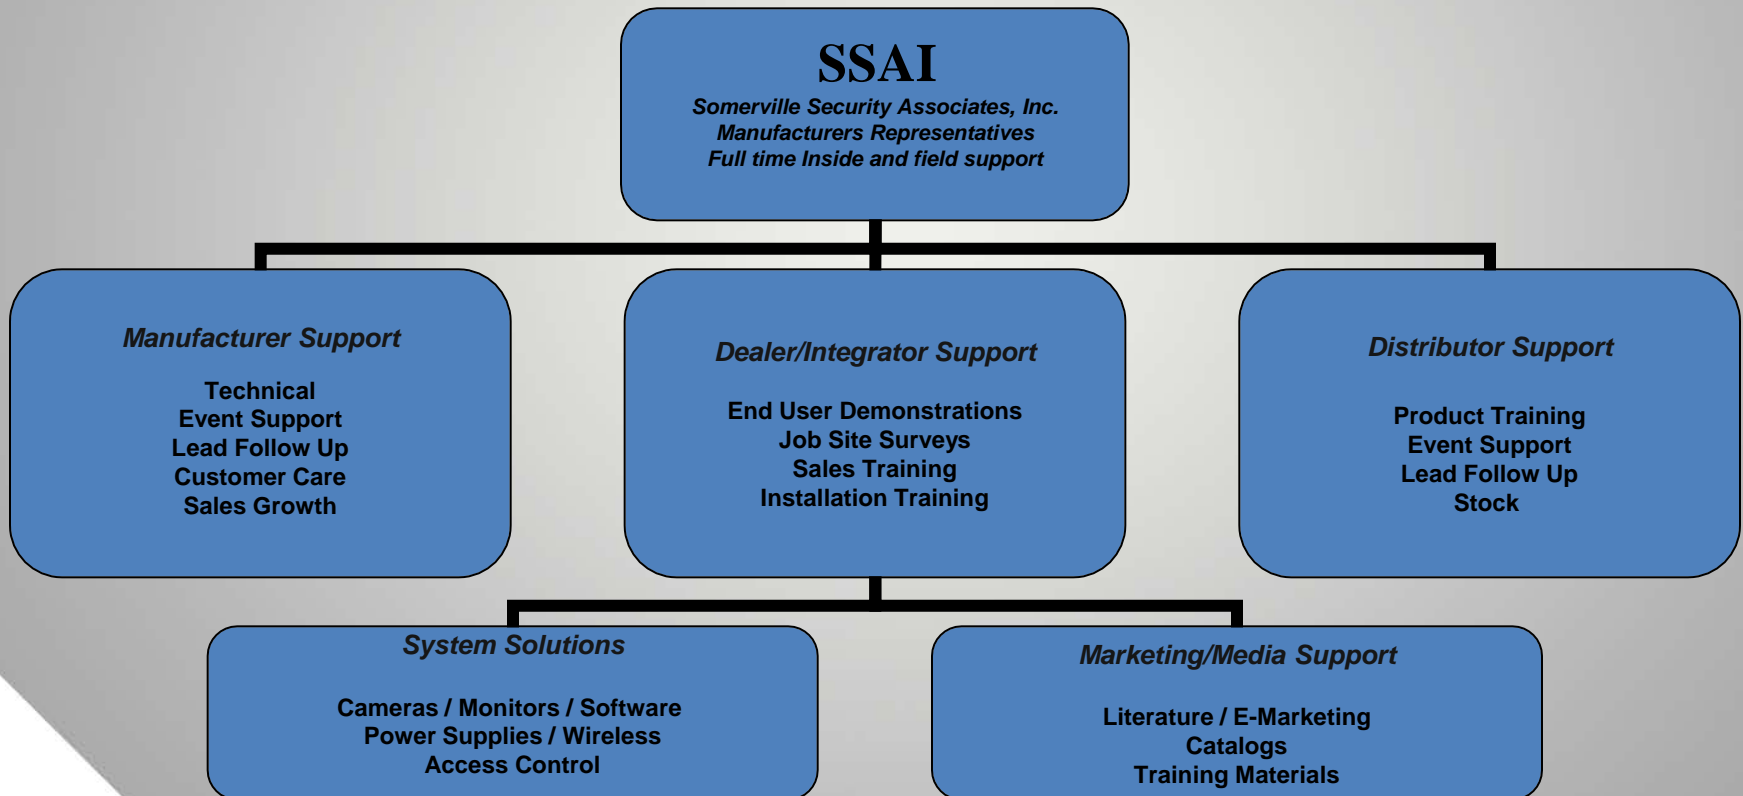 SSAI
Somerville Security Associates, Inc.
Manufacturers Representatives
Full time Inside and field support
Manufacturer Support
Technical
Event Support
Lead Follow Up
Customer Care
Sales Growth
Dealer/Integrator Support
End User Demonstrations
Job Site Surveys
Sales Training
Installation Training
Distributor Support
Product Training
Event Support
Lead Follow Up
Stock
System Solutions
Cameras / Monitors / Software
Power Supplies / Wireless
Access Control
Marketing/Media Support
Literature / E-Marketing
Catalogs
Training Materials